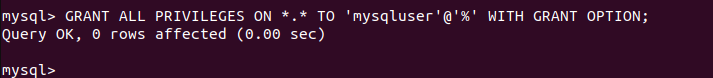 mysql> GRANT ALL PRIVILEGES ON *.* TO 'mysqluser'@'%' WITH GRANT OPTION;
Query OK, 0 rows affected (0.00 sec)
mysql>